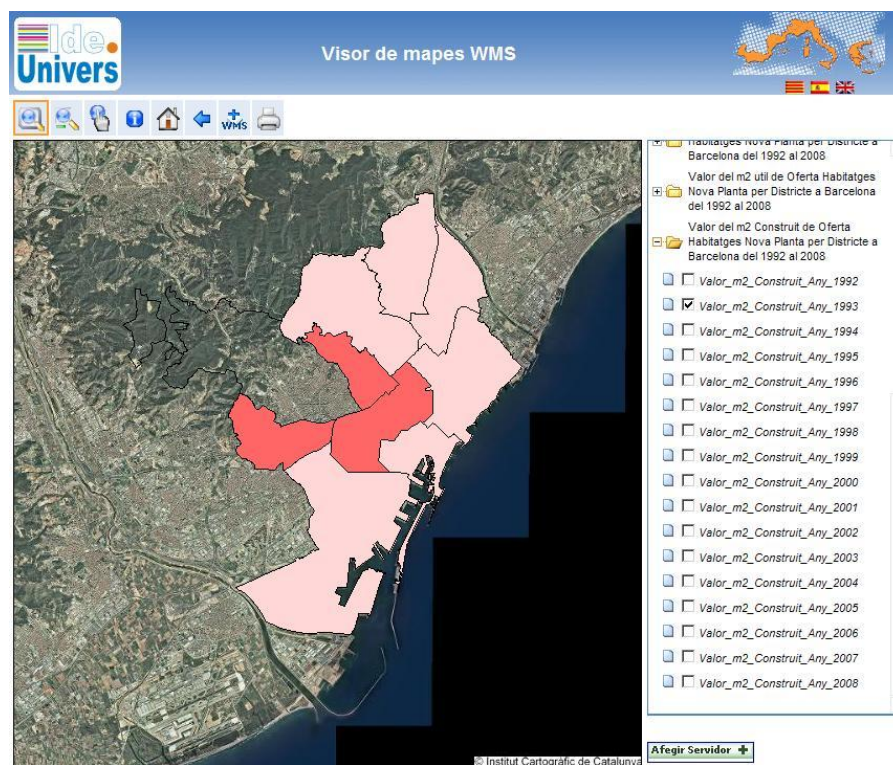 Ide.
Univers
Visor de mapes WMS
WMS
Habitatges Nova Planta per Districte a
Barcelona del 1992 al 2008
Valor del m2 util de Oferta Habitatges
Nova Planta per Districte a Barcelona
del 1992 al 2008
Valor del m2 Construit de Oferta
Habitatges Nova Planta per Districte a
Barcelona del 1992 al 2008
Valor_m2_Construit_Any_1992
Valor_m2_Construit_Any_1993
Valor_m2_Construit_Any_1994
Valor_m2_Construit_Any_1995
Valor_m2_Construit_Any_1996
Valor_m2_Construit_Any_1997
Valor_m2_Construit_Any_1998
Valor_m2_Construit_Any_1999
Valor_m2_Construit_Any_2000
Valor_m2_Construit_Any_2001
Valor_m2_Construit_Any_2002
Valor_m2_Construit_Any_2003
Valor_m2_Construit_Any_2004
Valor_m2_Construit_Any_2005
Valor_m2_Construit_Any_2006
Valor_m2_Construit_Any_2007
Valor_m2_Construit_Any_2008
© Institut Cartogràfic de Catalunya
Afegir Servidor +